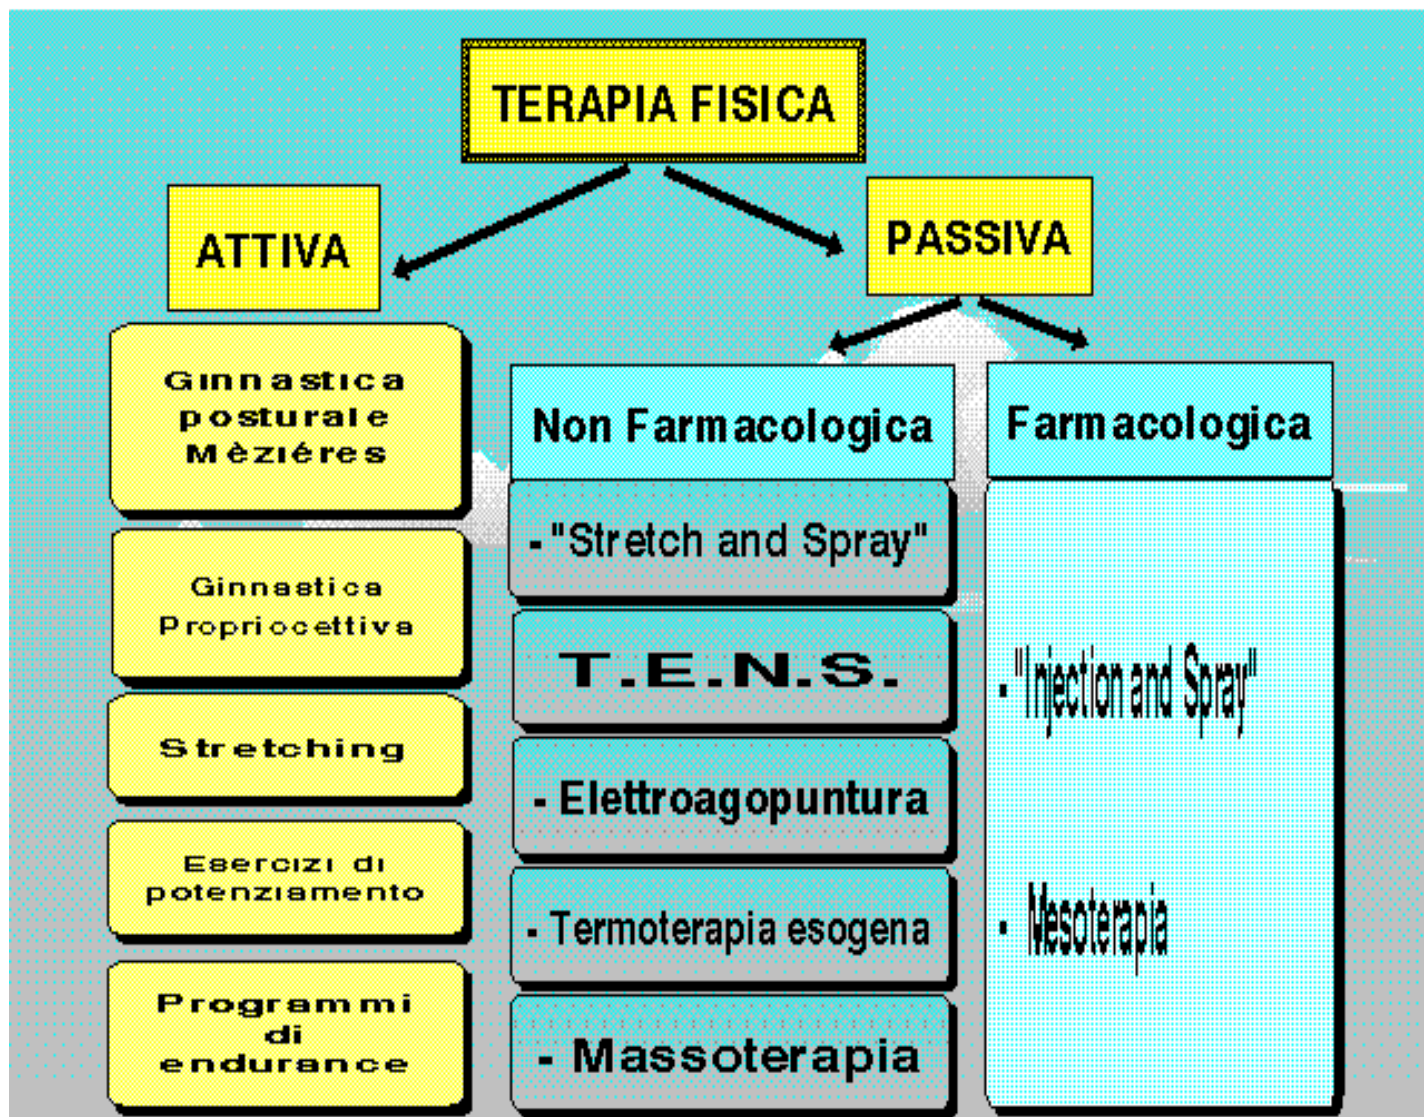 TERAPIA FISICA
ATTIVA
PASSIVA
Ginnastica
posturale
Mèziéres
Ginnastica
Propriocettiva
Stretching
Esercizi di
potenziamento
Programmi
di
endurance
Non Farmacologica
- "Stretch and Spray"
T.E.N.S.
- Elettroagopuntura
- Termoterapia esogena
- Massoterapia
Farmacologica
- "Injection and Spray"
- Mesoterapia